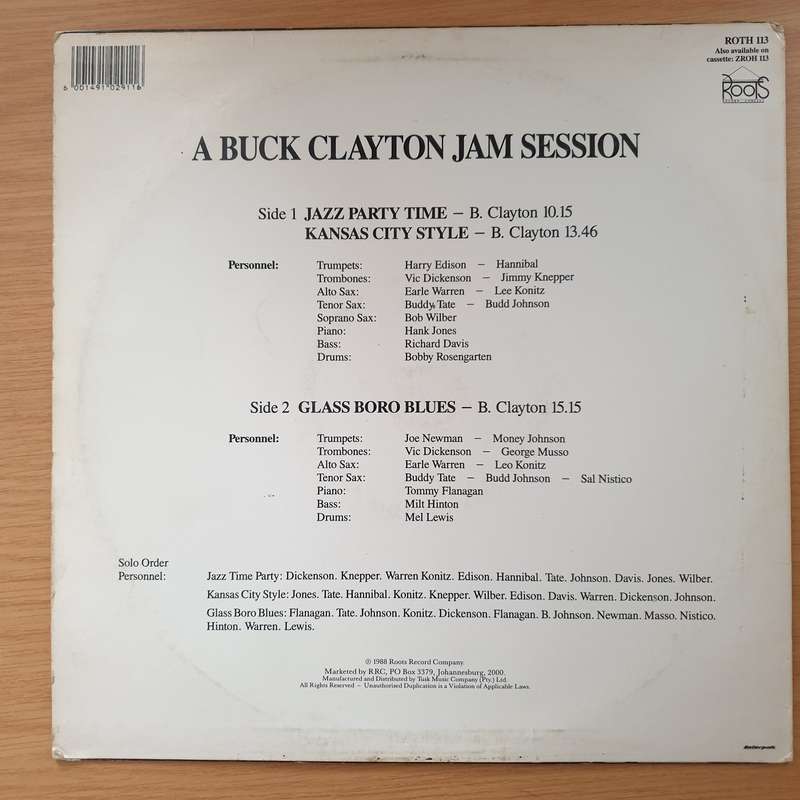 6 001491 029116
ROTH 113
Also available on
cassette: ZROH 113
ROOTS
A BUCK CLAYTON JAM SESSION
Side 1 JAZZ PARTY TIME – B. Clayton 10.15
KANSAS CITY STYLE – B. Clayton 13.46
Personnel: Trumpets: Harry Edison – Hannibal
Trombones: Vic Dickenson – Jimmy Knepper
Alto Sax: Earle Warren – Lee Konitz
Tenor Sax: Buddy Tate – Budd Johnson
Soprano Sax: Bob Wilber
Piano: Hank Jones
Bass: Richard Davis
Drums: Bobby Rosengarten
Side 2 GLASS BORO BLUES – B. Clayton 15.15
Personnel: Trumpets: Joe Newman – Money Johnson
Trombones: Vic Dickenson – George Musso
Alto Sax: Earle Warren – Leo Konitz
Tenor Sax: Buddy Tate – Budd Johnson – Sal Nistico
Piano: Tommy Flanagan
Bass: Milt Hinton
Drums: Mel Lewis
Solo Order
Personnel: Jazz Time Party: Dickenson. Knepper. Warren Konitz. Edison. Hannibal. Tate. Johnson. Davis. Jones. Wilber.
Kansas City Style: Jones. Tate. Hannibal. Konitz. Knepper. Wilber. Edison. Davis. Warren. Dickenson. Johnson.
Glass Boro Blues: Flanagan. Tate. Johnson. Konitz. Dickenson. Flanagan. B. Johnson. Newman. Masso. Nistico.
Hinton. Warren. Lewis.
℗ 1988 Roots Record Company.
Marketed by RRC, PO Box 3379, Johannesburg, 2000.
Manufactured and Distributed by Tusk Music Company (Pty.) Ltd.
All Rights Reserved – Unauthorised Duplication is a Violation of Applicable Laws.